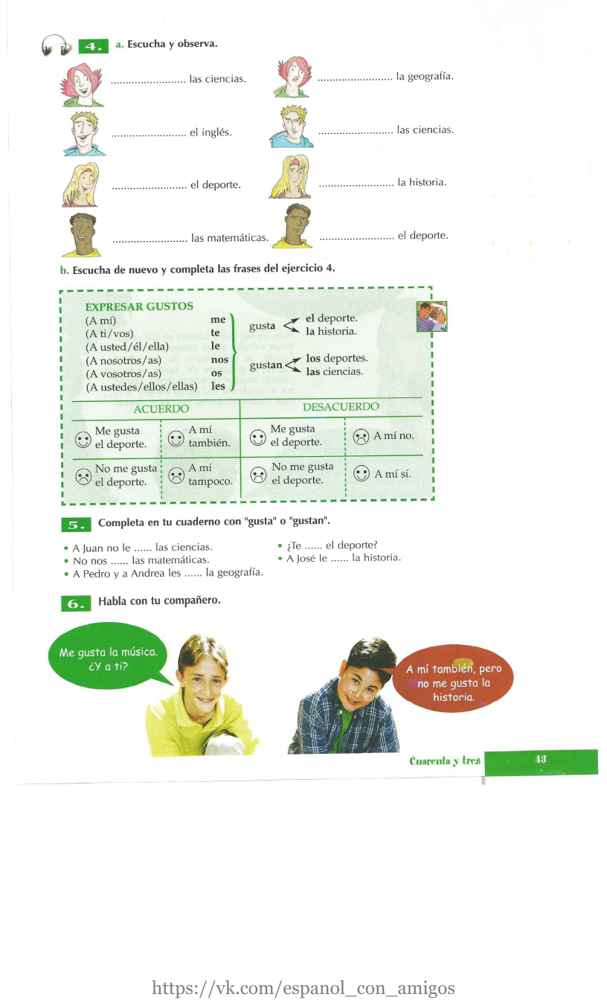 4. a. Escucha y observa.
........................ las ciencias.
........................ la geografía.
........................ el inglés.
........................ las ciencias.
........................ el deporte.
........................ la historia.
........................ las matemáticas.
........................ el deporte.
b. Escucha de nuevo y completa las frases del ejercicio 4.
EXPRESAR GUSTOS
(A mí) me
(A ti/vos) te
(A usted/él/ella) le
(A nosotros/as) nos
(A vosotros/as) os
(A ustedes/ellos/ellas) les
gusta
el deporte.
la historia.
gustan
los deportes.
las ciencias.
ACUERDO
DESACUERDO
Me gusta
el deporte.
A mí
también.
Me gusta
el deporte.
A mí no.
No me gusta
el deporte.
A mí
tampoco.
No me gusta
el deporte.
A mí sí.
5. Completa en tu cuaderno con "gusta" o "gustan".
• A Juan no le ...... las ciencias.
• No nos ...... las matemáticas.
• A Pedro y a Andrea les ...... la geografía.
• ¿Te ...... el deporte?
• A José le ...... la historia.
6. Habla con tu compañero.
Me gusta la música.
¿Y a ti?
A mí también, pero
no me gusta la
historia.
Cuarenta y tres 43
https://vk.com/espanol_con_amigos